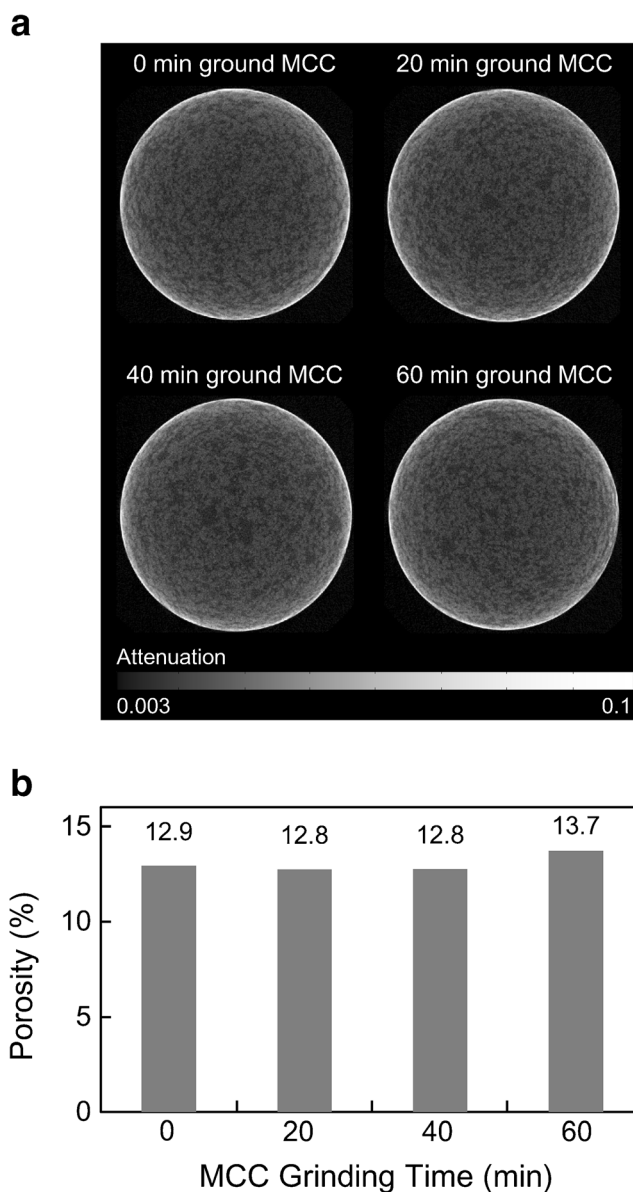 a
0 min ground MCC
20 min ground MCC
40 min ground MCC
60 min ground MCC
Attenuation
0.003
0.1
b
15
10
5
0
12.9
12.8
12.8
13.7
Porosity (%)
0
20
40
60
MCC Grinding Time (min)